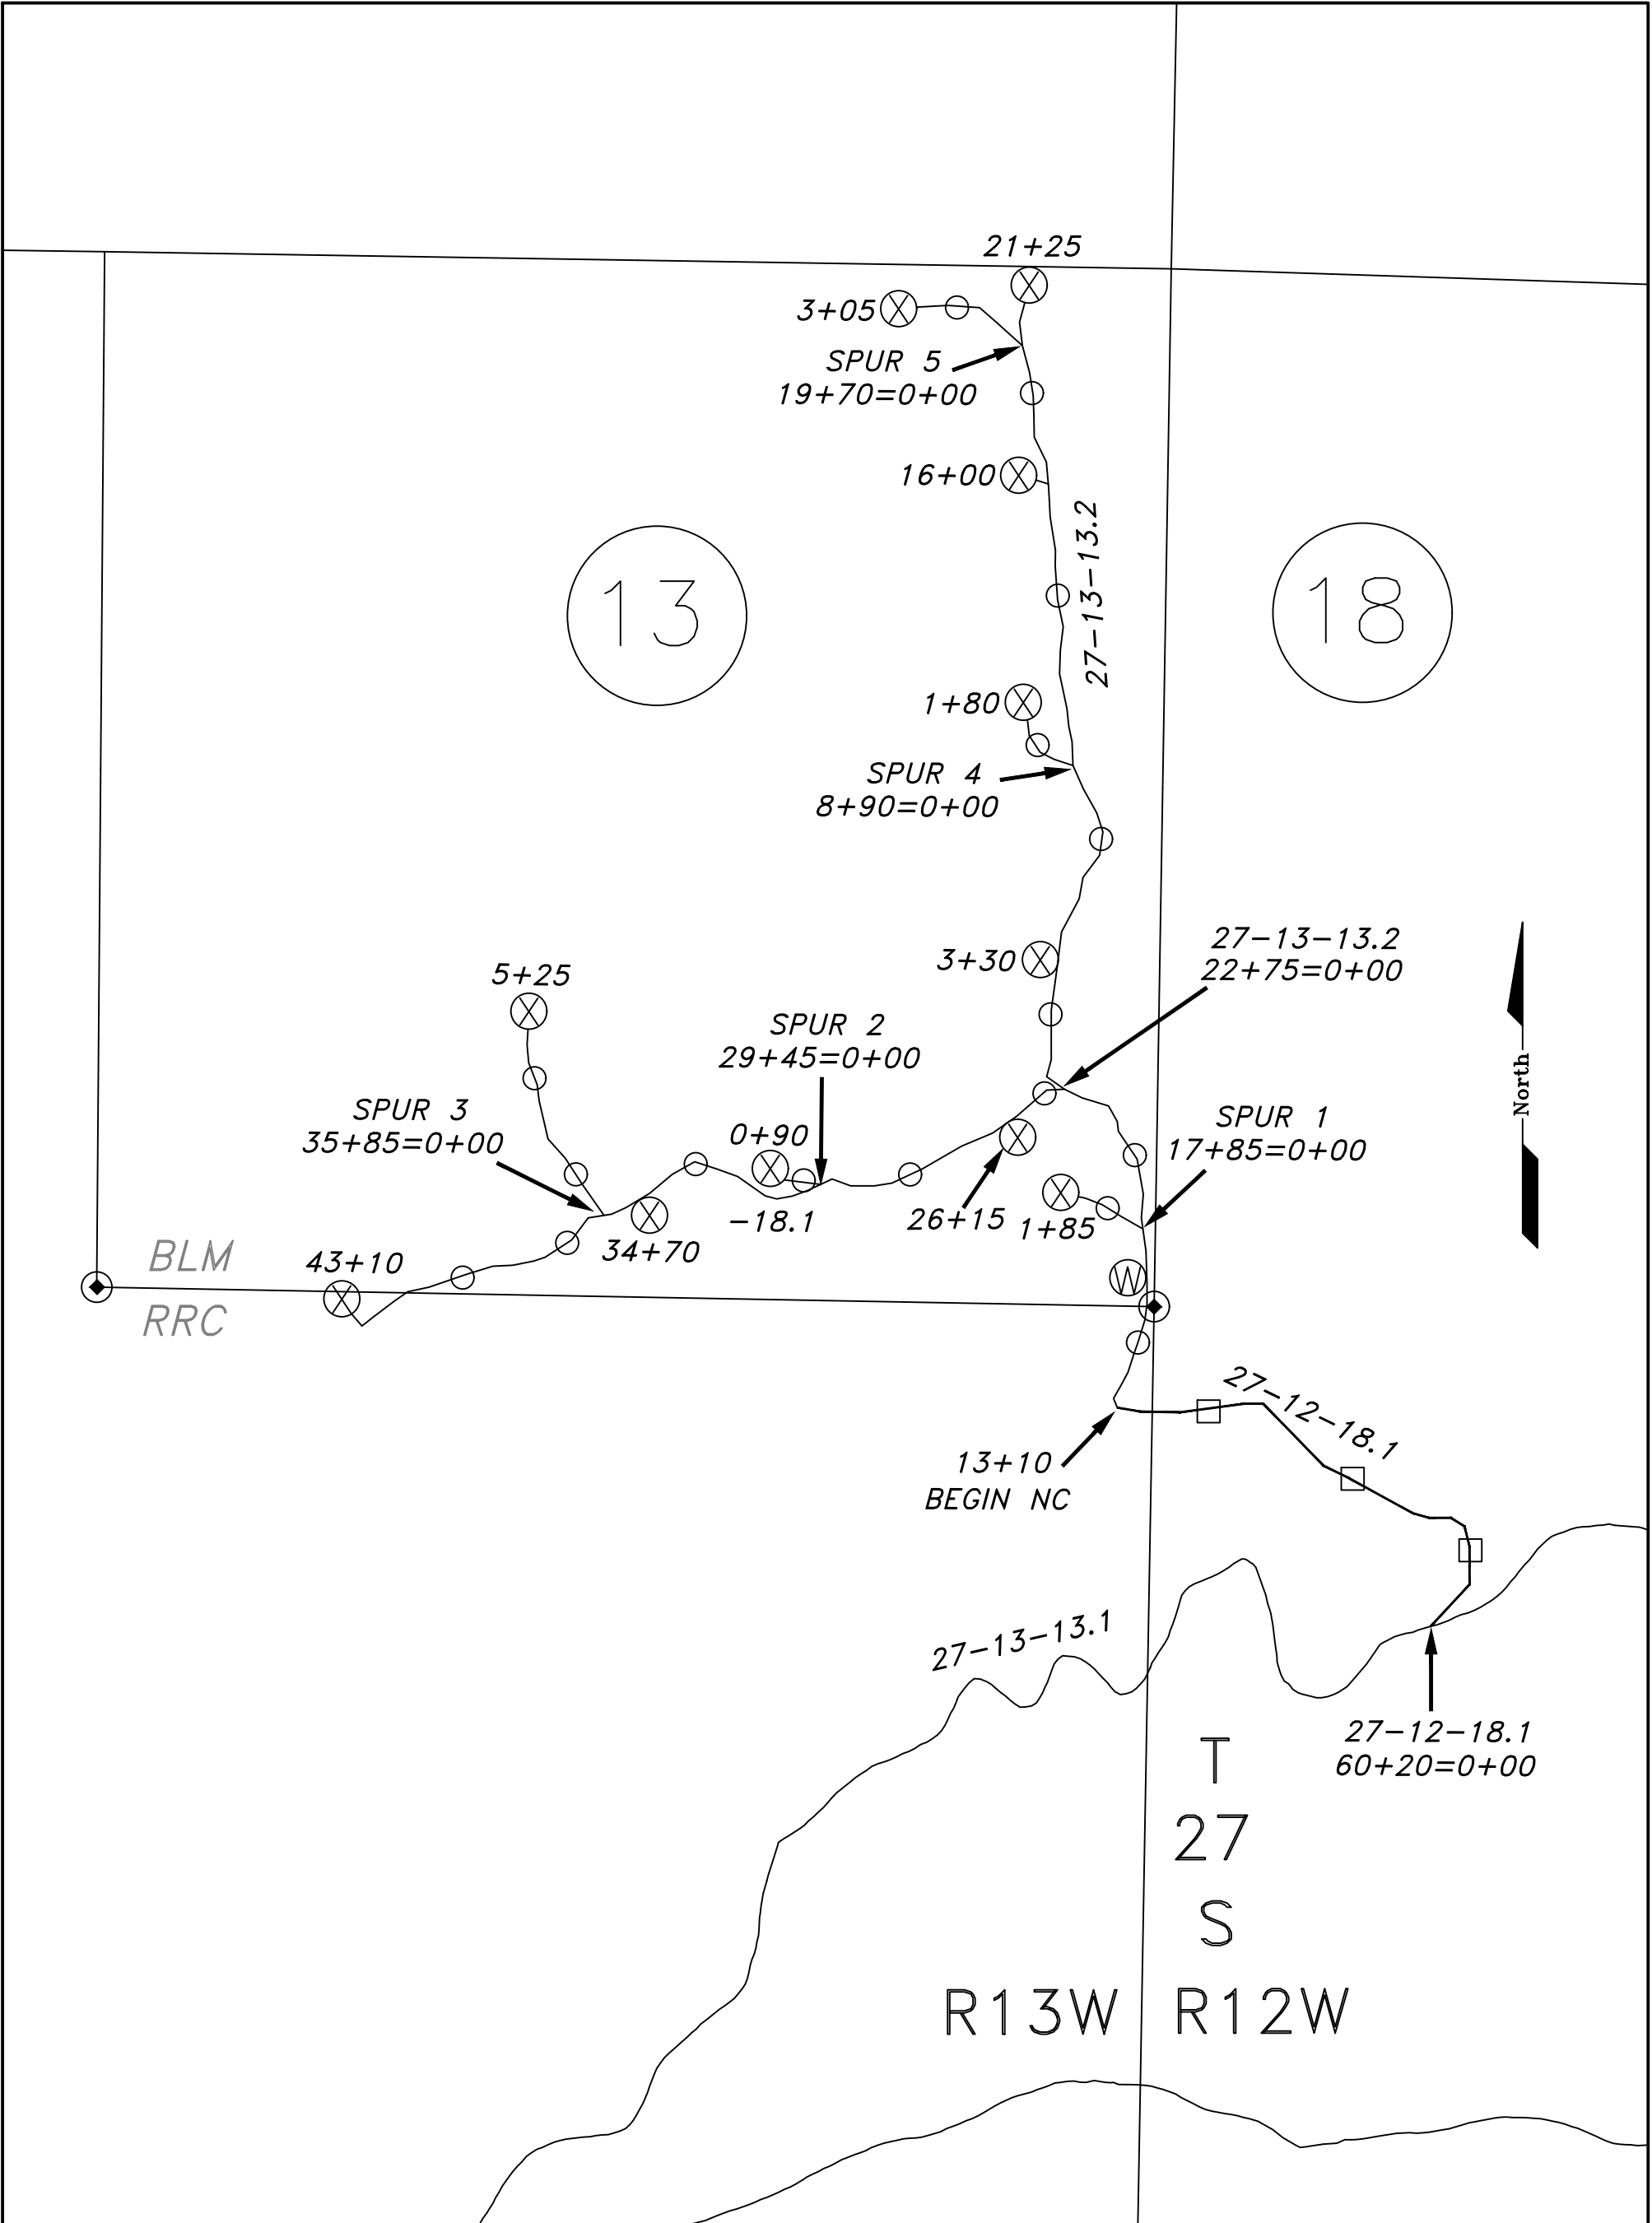 21+25
3+05
SPUR 5
19+70=0+00
16+00
27-13-13.2
13
18
1+80
SPUR 4
8+90=0+00
27-13-13.2
22+75=0+00
3+30
5+25
SPUR 2
29+45=0+00
North
SPUR 3
35+85=0+00
0+90
SPUR 1
17+85=0+00
-18.1
26+15
1+85
34+70
BLM
RRC
43+10
W
27-12-18.1
13+10
BEGIN NC
27-13-13.1
27-12-18.1
60+20=0+00
T
27
S
R13W R12W